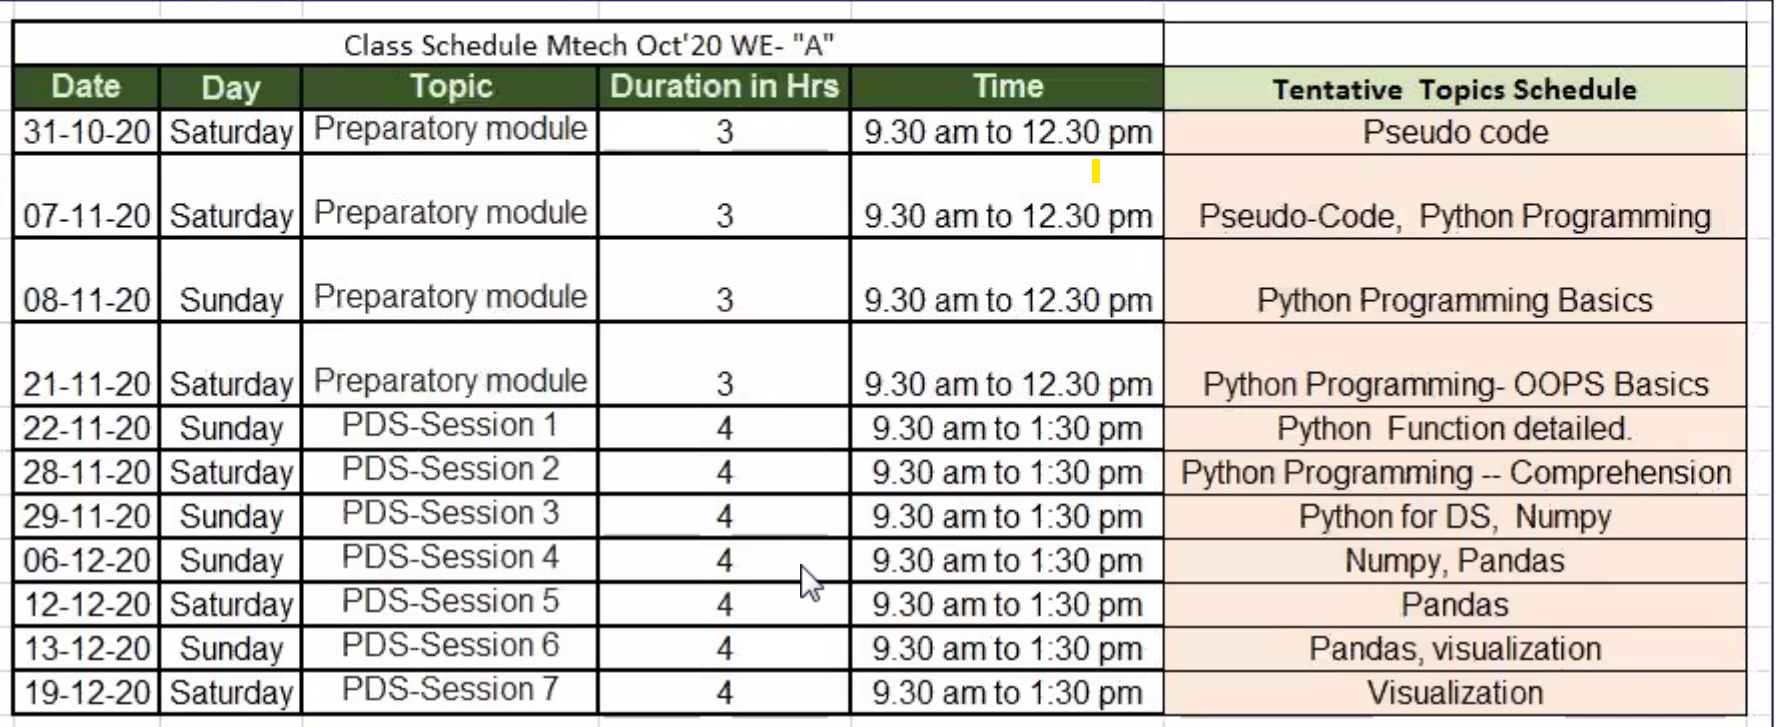 Class Schedule Mtech Oct'20 WE- "A"
Date Day Topic Duration in Hrs Time Tentative Topics Schedule
31-10-20 Saturday Preparatory module 3 9.30 am to 12.30 pm Pseudo code
07-11-20 Saturday Preparatory module 3 9.30 am to 12.30 pm Pseudo-Code, Python Programming
08-11-20 Sunday Preparatory module 3 9.30 am to 12.30 pm Python Programming Basics
21-11-20 Saturday Preparatory module 3 9.30 am to 12.30 pm Python Programming- OOPS Basics
22-11-20 Sunday PDS-Session 1 4 9.30 am to 1:30 pm Python Function detailed.
28-11-20 Saturday PDS-Session 2 4 9.30 am to 1:30 pm Python Programming -- Comprehension
29-11-20 Sunday PDS-Session 3 4 9.30 am to 1:30 pm Python for DS, Numpy
06-12-20 Sunday PDS-Session 4 4 9.30 am to 1:30 pm Numpy, Pandas
12-12-20 Saturday PDS-Session 5 4 9.30 am to 1:30 pm Pandas
13-12-20 Sunday PDS-Session 6 4 9.30 am to 1:30 pm Pandas, visualization
19-12-20 Saturday PDS-Session 7 4 9.30 am to 1:30 pm Visualization